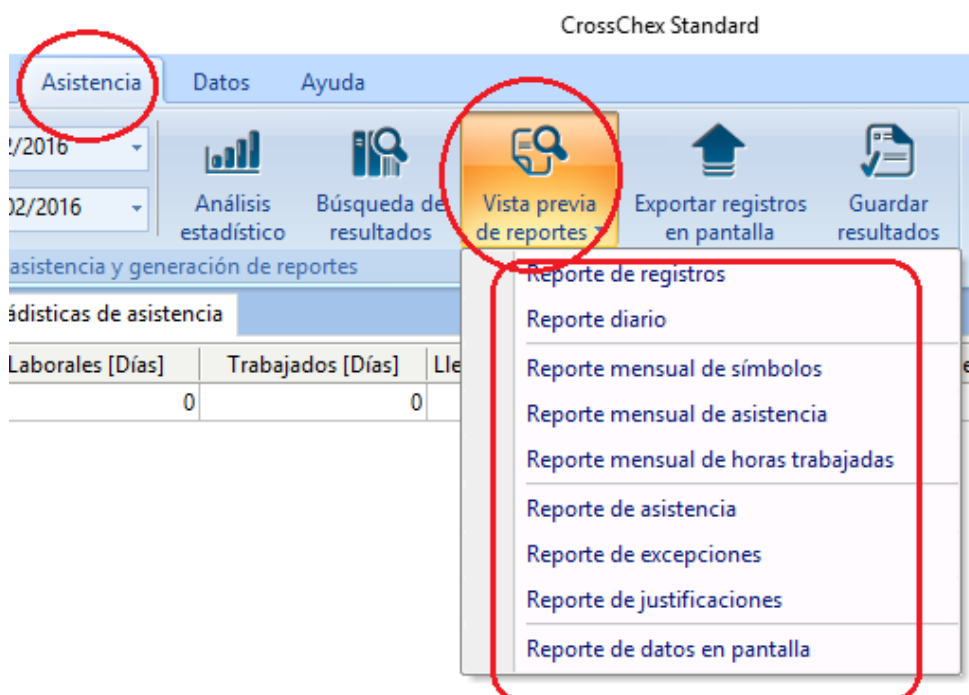 CrossChex Standard
Asistencia Datos Ayuda
/2016
02/2016
Análisis estadístico
Búsqueda de resultados
Vista previa de reportes
Exportar registros en pantalla
Guardar resultados
asistencia y generación de reportes
ádisticas de asistencia
Laborales [Días] Trabajados [Días] Lle
0 0
Reporte de registros
Reporte diario
Reporte mensual de símbolos
Reporte mensual de asistencia
Reporte mensual de horas trabajadas
Reporte de asistencia
Reporte de excepciones
Reporte de justificaciones
Reporte de datos en pantalla